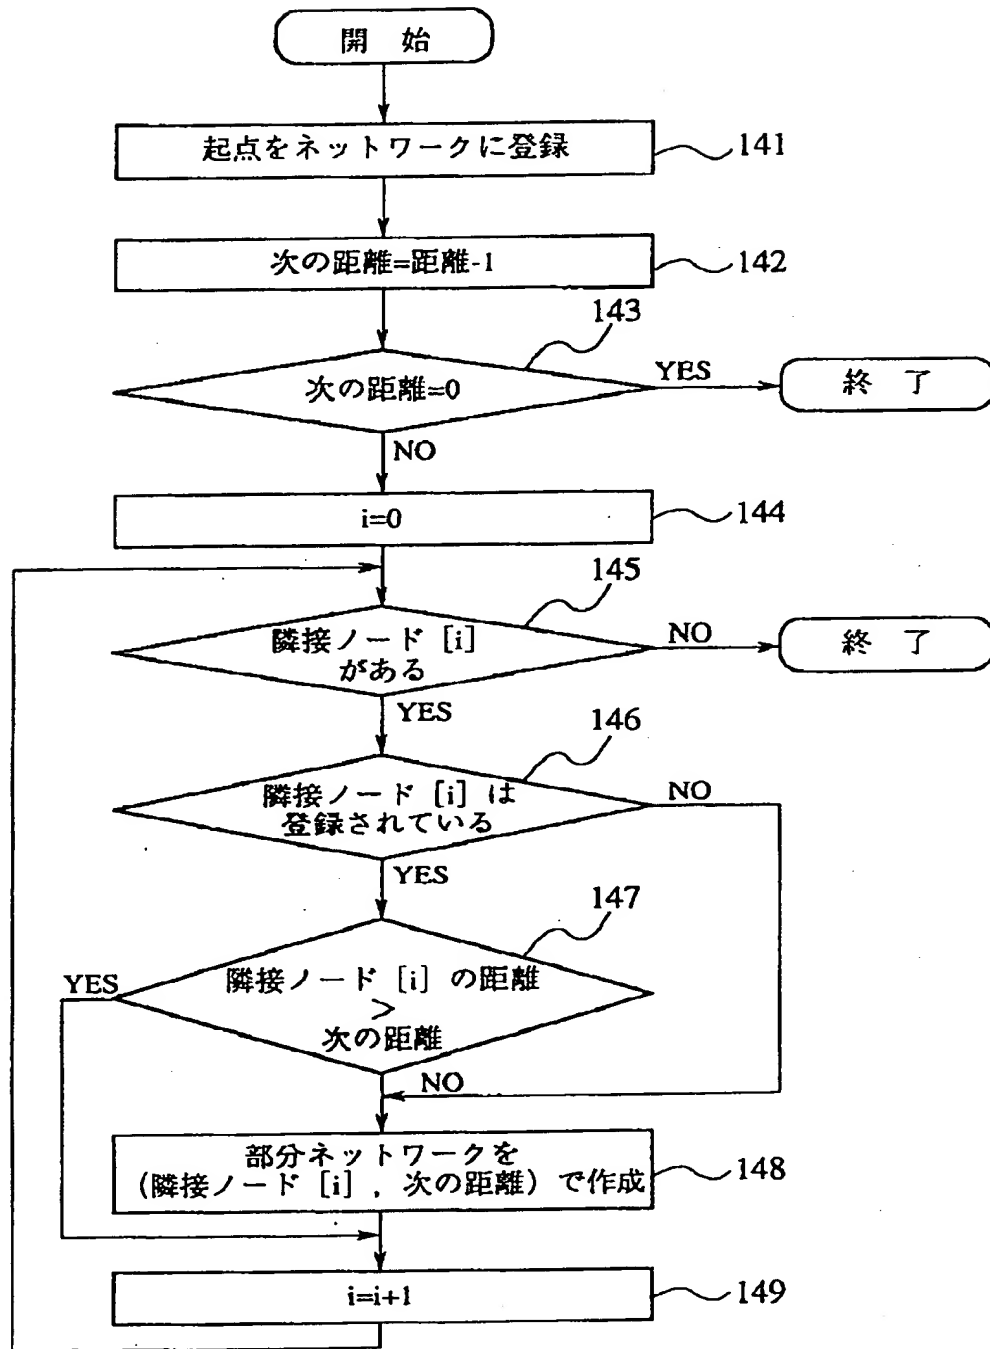 開 始
起点をネットワークに登録
141
次の距離=距離-1
142
143
次の距離=0
YES
終 了
NO
i=0
144
145
隣接ノード [i]
がある
NO
終 了
YES
146
隣接ノード [i] は
登録されている
NO
YES
147
YES
隣接ノード [i] の距離
>
次の距離
NO
部分ネットワークを
(隣接ノード [i] , 次の距離) で作成
148
i=i+1
149